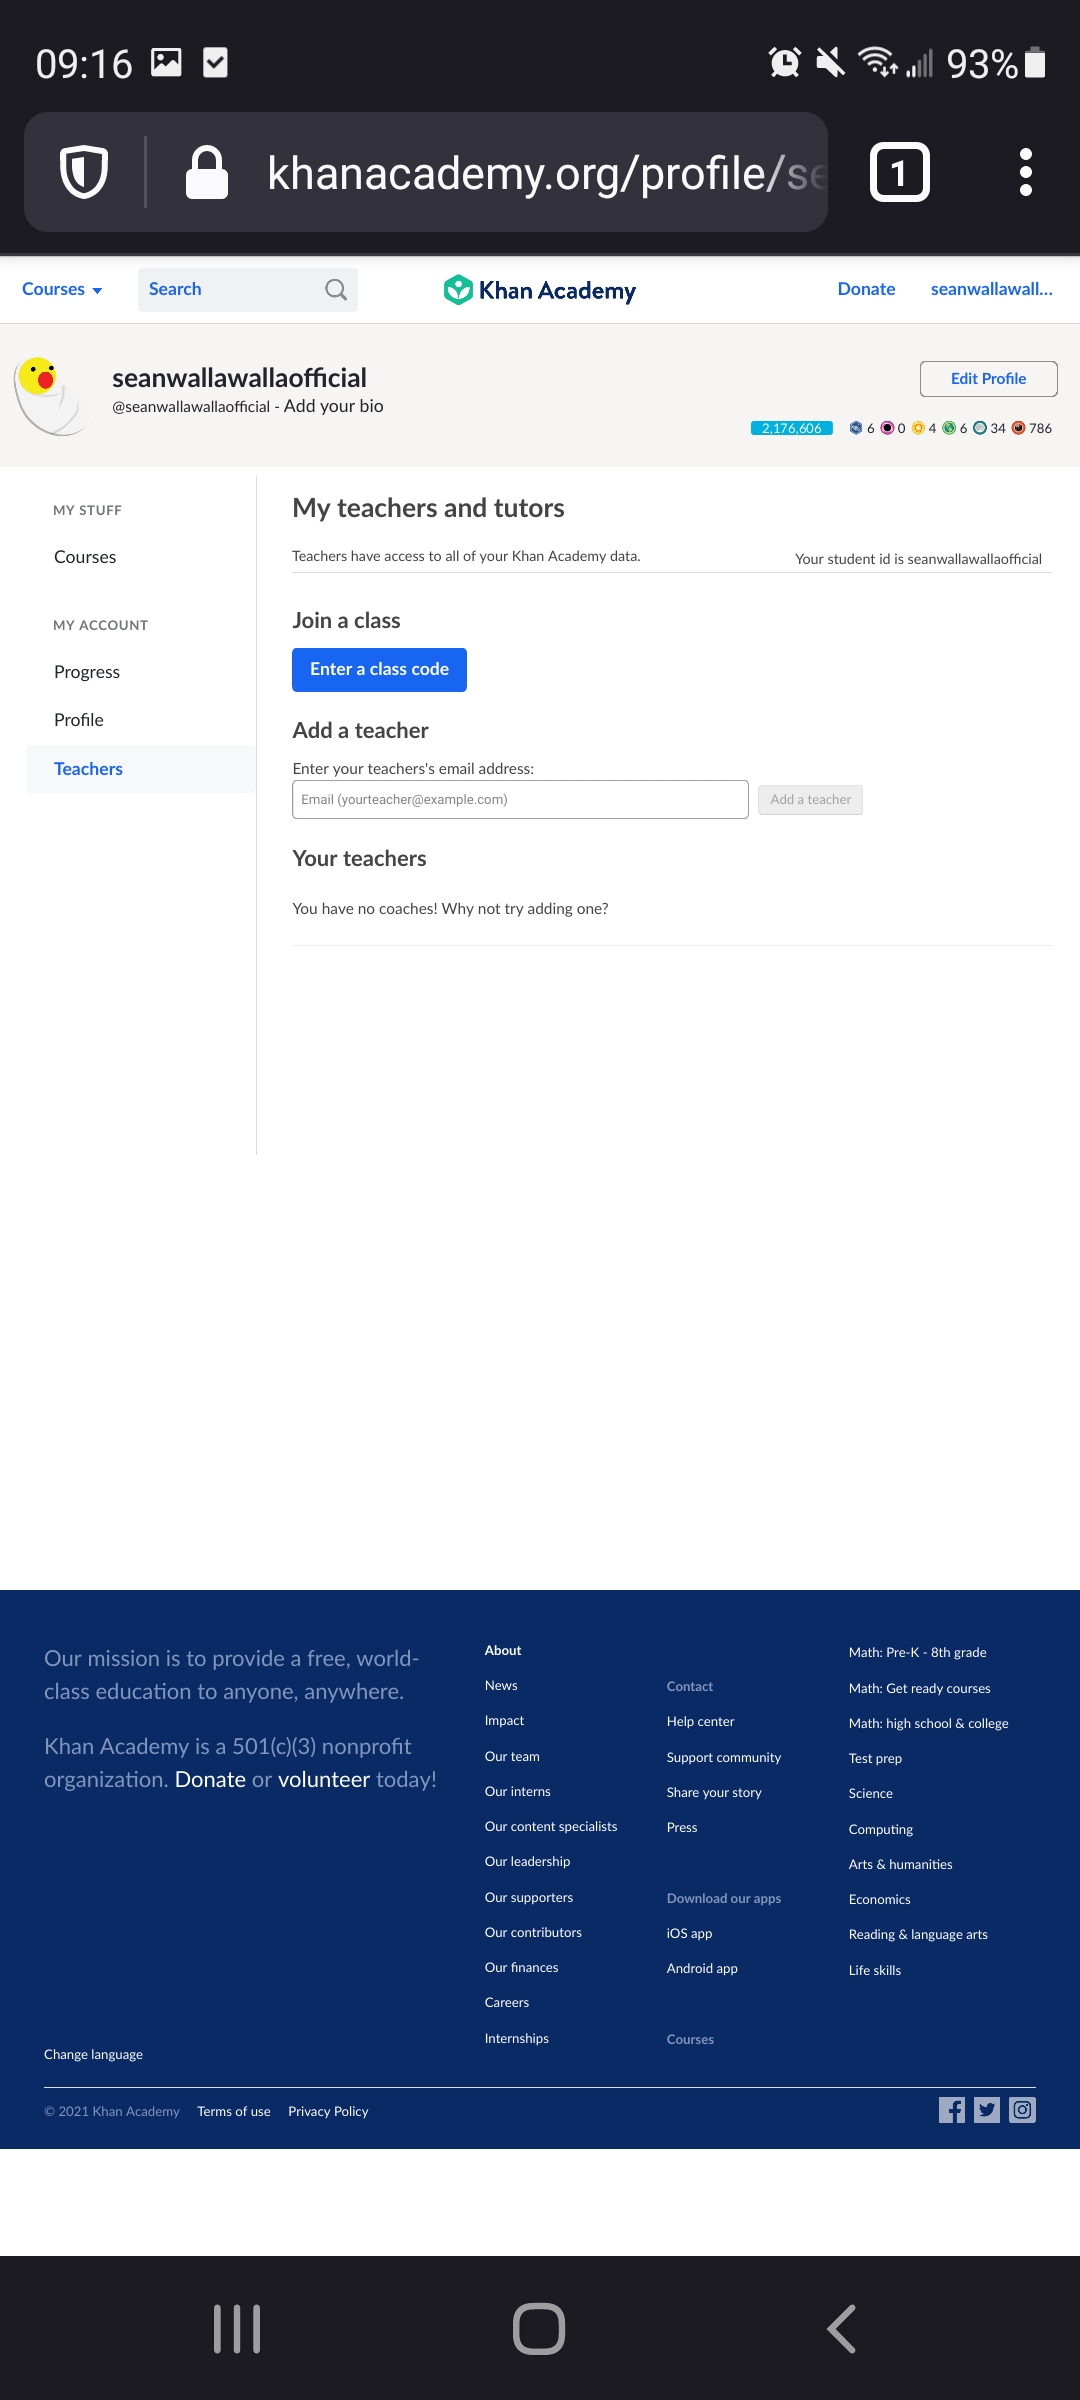 09:16
93%
khanacademy.org/profile/se
1
Courses
Search
Khan Academy
Donate
seanwallawall...
seanwallawallaofficial
@seanwallawallaofficial - Add your bio
Edit Profile
2,176,606 6 0 4 6 34 786
MY STUFF
Courses
MY ACCOUNT
Progress
Profile
Teachers
My teachers and tutors
Teachers have access to all of your Khan Academy data.
Your student id is seanwallawallaofficial
Join a class
Enter a class code
Add a teacher
Enter your teachers's email address:
Email (yourteacher@example.com)
Add a teacher
Your teachers
You have no coaches! Why not try adding one?
Our mission is to provide a free, world-
class education to anyone, anywhere.
Khan Academy is a 501(c)(3) nonprofit
organization. Donate or volunteer today!
Change language
About
News
Impact
Our team
Our interns
Our content specialists
Our leadership
Our supporters
Our contributors
Our finances
Careers
Internships
Contact
Help center
Support community
Share your story
Press
Download our apps
iOS app
Android app
Courses
Math: Pre-K - 8th grade
Math: Get ready courses
Math: high school & college
Test prep
Science
Computing
Arts & humanities
Economics
Reading & language arts
Life skills
© 2021 Khan Academy
Terms of use
Privacy Policy